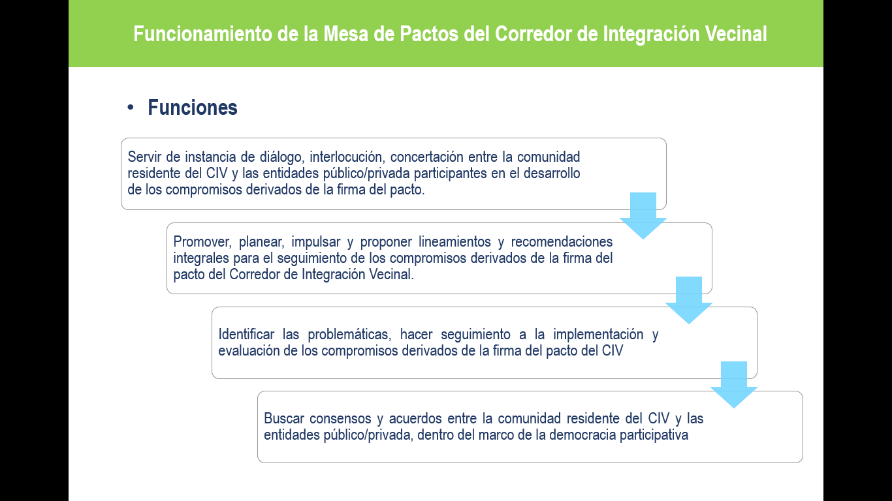 Funcionamiento de la Mesa de Pactos del Corredor de Integración Vecinal
• Funciones
Servir de instancia de diálogo, interlocución, concertación entre la comunidad
residente del CIV y las entidades público/privada participantes en el desarrollo
de los compromisos derivados de la firma del pacto.
Promover, planear, impulsar y proponer lineamientos y recomendaciones
integrales para el seguimiento de los compromisos derivados de la firma del
pacto del Corredor de Integración Vecinal.
Identificar las problemáticas, hacer seguimiento a la implementación y
evaluación de los compromisos derivados de la firma del pacto del CIV
Buscar consensos y acuerdos entre la comunidad residente del CIV y las
entidades público/privada, dentro del marco de la democracia participativa